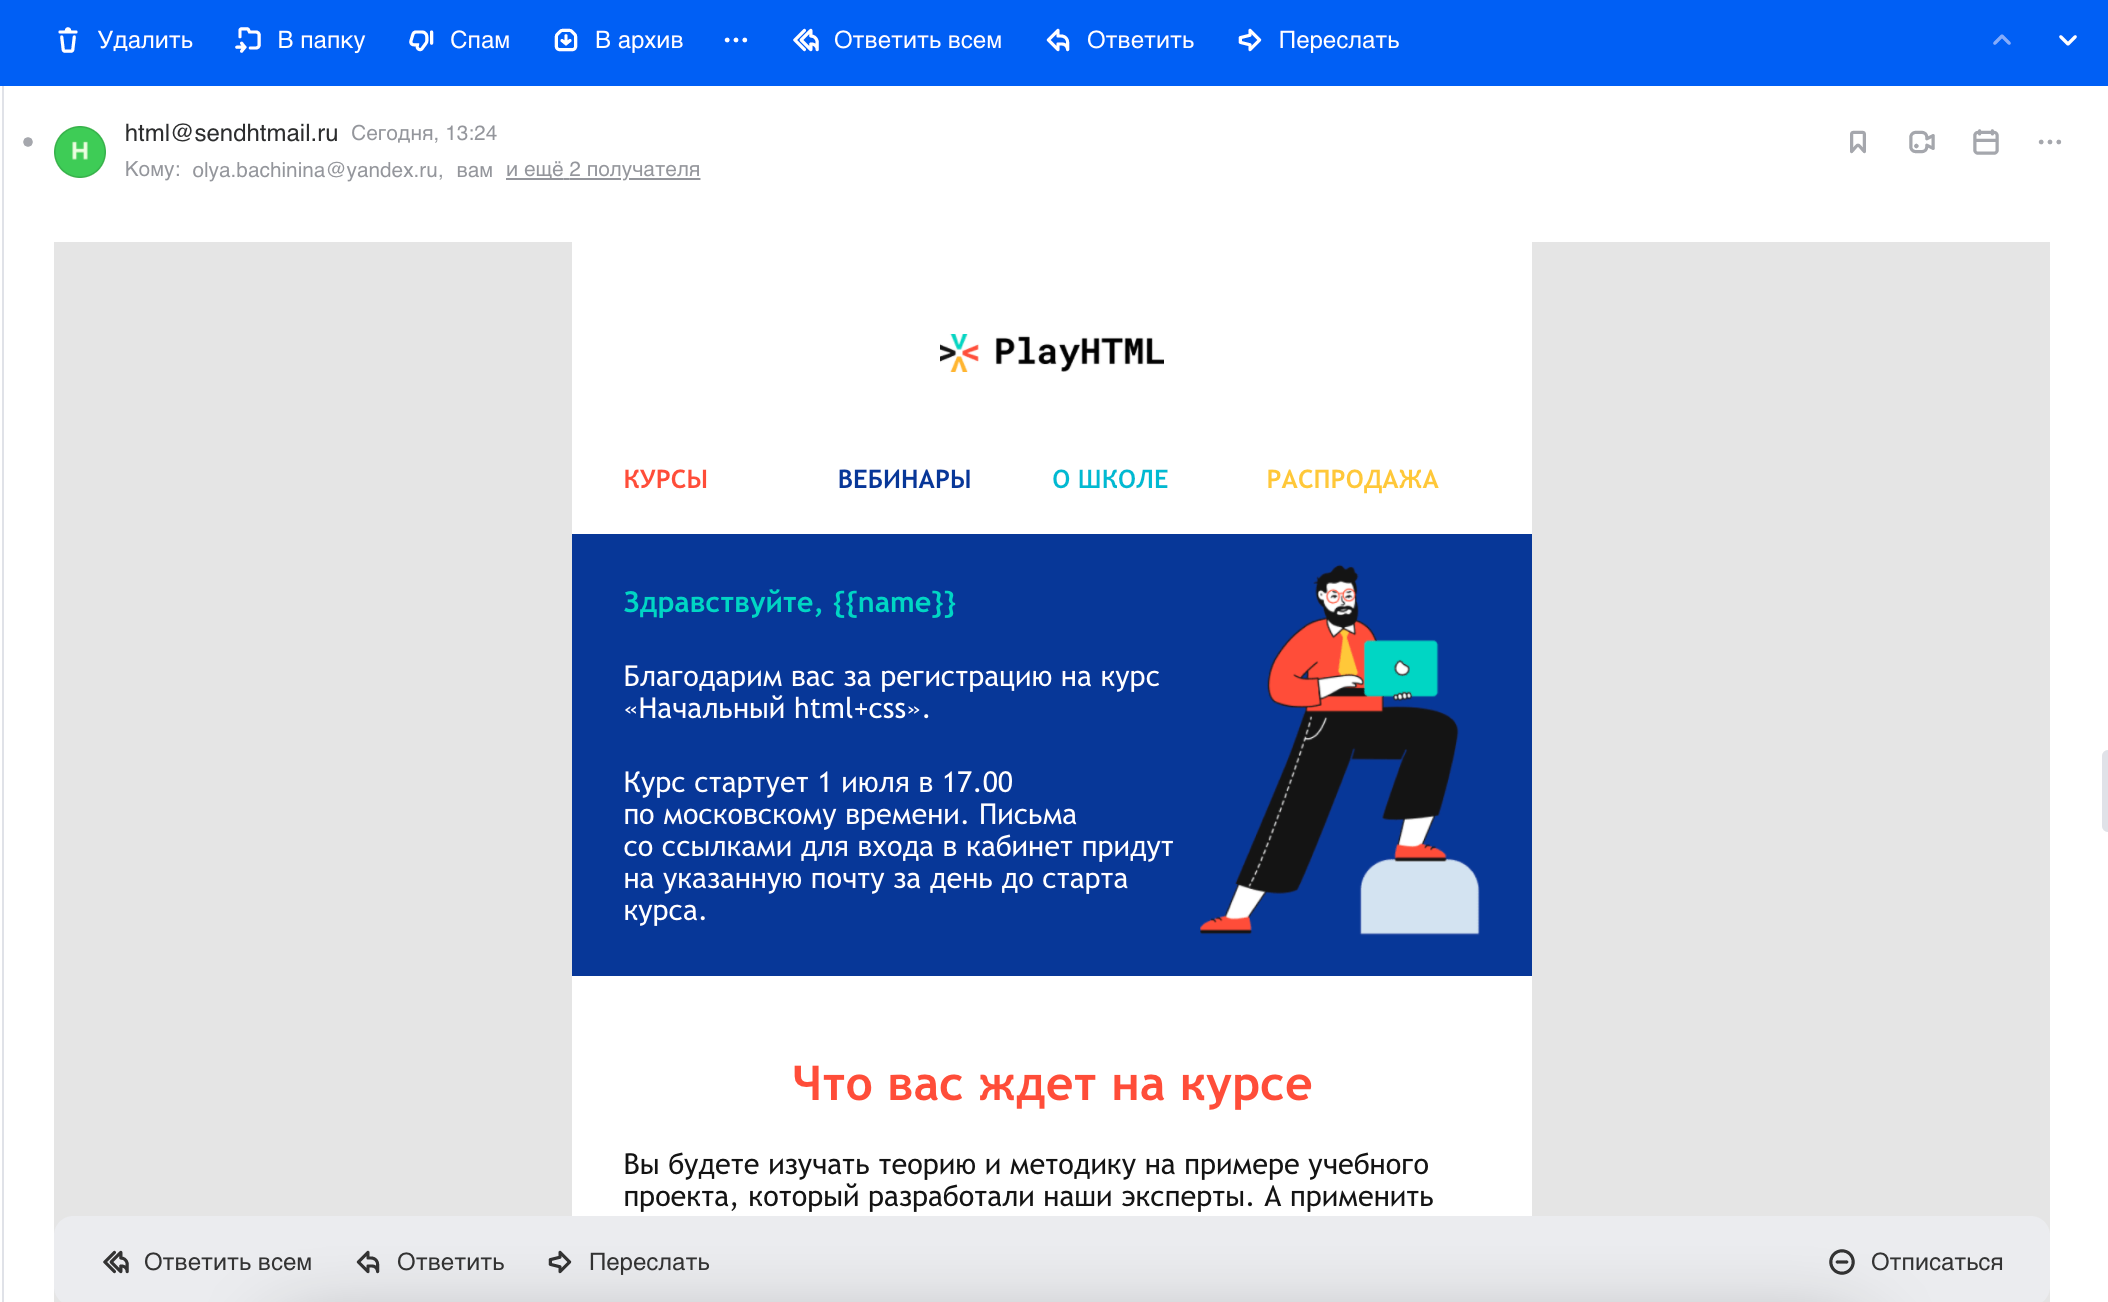 Удалить В папку Спам В архив Ответить всем Ответить Переслать
H
html@sendhtmail.ru Сегодня, 13:24
Кому: olya.bachinina@yandex.ru, вам и ещё 2 получателя
PlayHTML
КУРСЫ ВЕБИНАРЫ О ШКОЛЕ РАСПРОДАЖА
Здравствуйте, {{name}}
Благодарим вас за регистрацию на курс
«Начальный html+css».
Курс стартует 1 июля в 17.00
по московскому времени. Письма
со ссылками для входа в кабинет придут
на указанную почту за день до старта
курса.
Что вас ждет на курсе
Вы будете изучать теорию и методику на примере учебного
проекта, который разработали наши эксперты. А применить
Ответить всем Ответить Переслать Отписаться